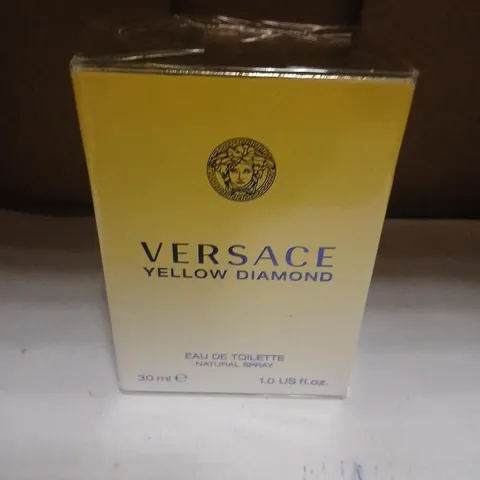 VERSACE
YELLOW DIAMOND
EAU DE TOILETTE
NATURAL SPRAY
30 ml ℮ 1.0 US fl.oz.